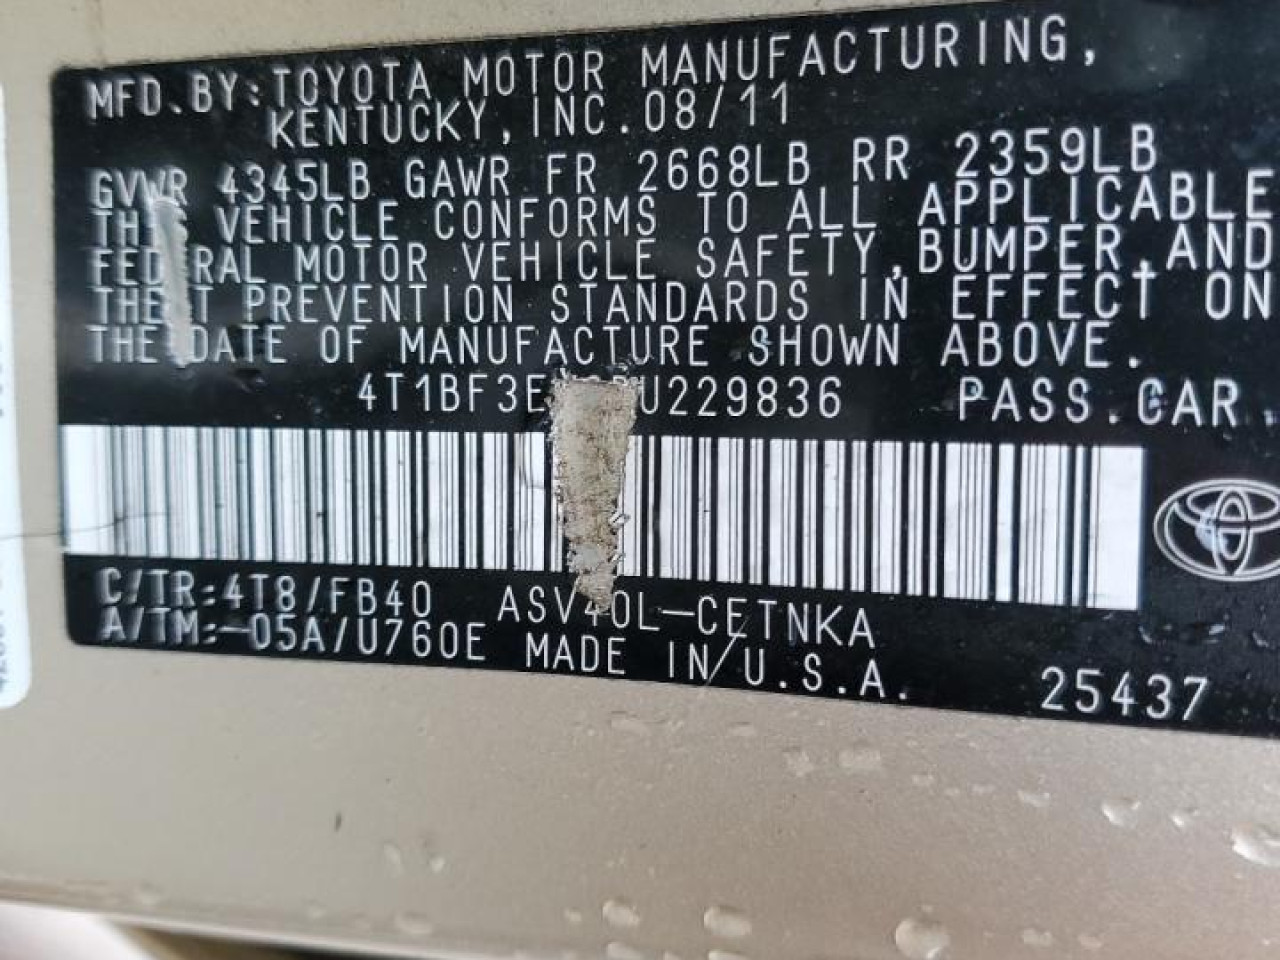 MFD.BY:TOYOTA MOTOR MANUFACTURING,
KENTUCKY, INC. 08/11
GVWR 4345LB GAWR FR 2668LB RR 2359LB
VEHICLE CONFORMS TO ALL APPLICABLE
MOTOR VEHICLE SAFETY, BUMPER, AND
PREVENTION STANDARDS IN EFFECT ON
THE DATE OF MANUFACTURE SHOWN ABOVE.
PASS.CAR.
C/TR:4T8/FB40 ASV40L-CETNKA
A/TM:-05A/U760E MADE IN U.S.A.
25437